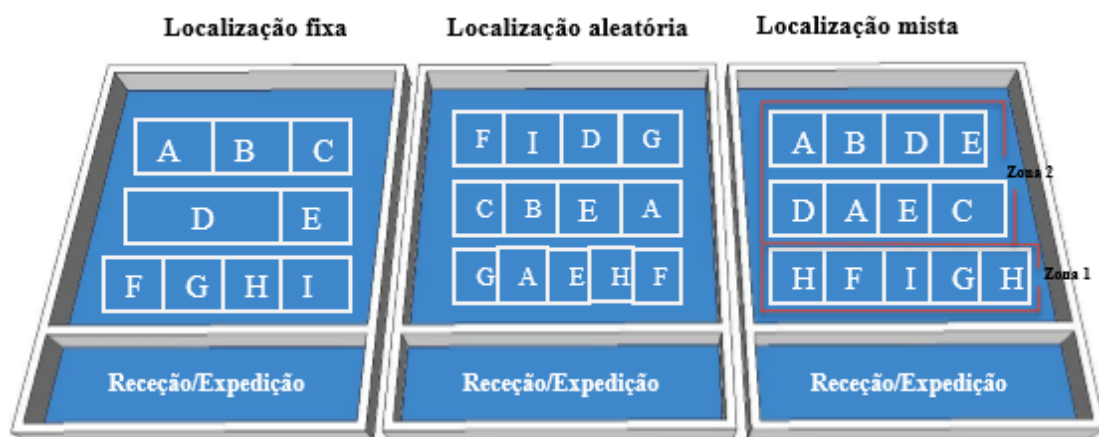 Localização fixa
A B C
D E
F G H I
Receção/Expedição
Localização aleatória
F I D G
C B E A
G A E H F
Receção/Expedição
Localização mista
A B D E
Zona 2
D A E C
H F I G H
Zona 1
Receção/Expedição